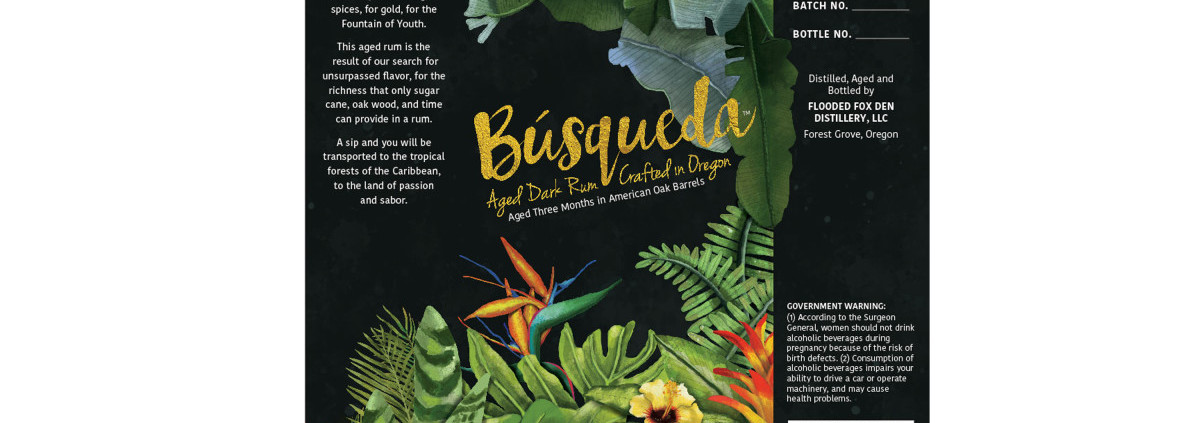 spices, for gold, for the
Fountain of Youth.
This aged rum is the
result of our search for
unsurpassed flavor, for the
richness that only sugar
cane, oak wood, and time
can provide in a rum.
A sip and you will be
transported to the tropical
forests of the Caribbean,
to the land of passion
and sabor.
Búsqueda™
Aged Dark Rum Crafted in Oregon
Aged Three Months in American Oak Barrels
BATCH NO. __________
BOTTLE NO. __________
Distilled, Aged and
Bottled by
FLOODED FOX DEN
DISTILLERY, LLC
Forest Grove, Oregon
GOVERNMENT WARNING:
(1) According to the Surgeon
General, women should not drink
alcoholic beverages during
pregnancy because of the risk of
birth defects. (2) Consumption of
alcoholic beverages impairs your
ability to drive a car or operate
machinery, and may cause
health problems.